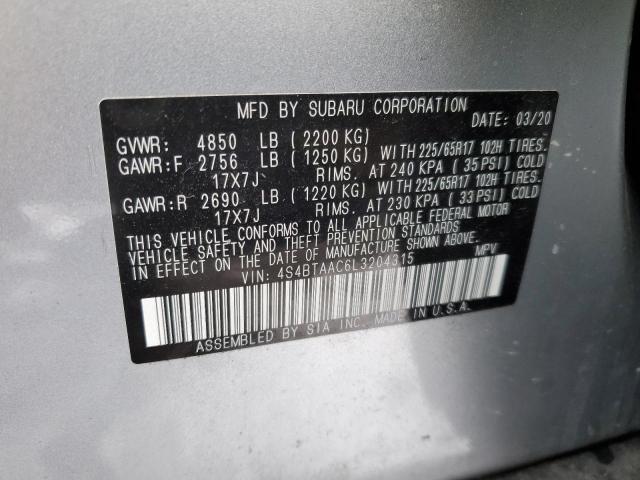 MFD BY SUBARU CORPORATION
DATE: 03/20
GVWR: 4850 LB (2200 KG)
GAWR:F 2756 LB (1250 KG) WITH 225/65R17 102H TIRES.
17X7J RIMS. AT 240 KPA (35 PSI) COLD
GAWR:R 2690 LB (1220 KG) WITH 225/65R17 102H TIRES.
17X7J RIMS. AT 230 KPA (33 PSI) COLD
THIS VEHICLE CONFORMS TO ALL APPLICABLE FEDERAL MOTOR
VEHICLE SAFETY AND THEFT PREVENTION STANDARDS
IN EFFECT ON THE DATE OF MANUFACTURE SHOWN ABOVE.
VIN: 4S4BTAAC6L3204315 MPV
ASSEMBLED BY SIA INC. MADE IN U.S.A.